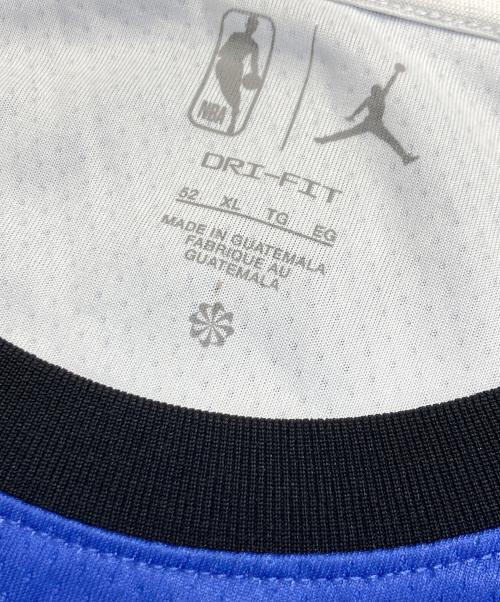 NBA
DRI-FIT
52 XL TG EG
MADE IN GUATEMALA
FABRIQUE AU
GUATEMALA